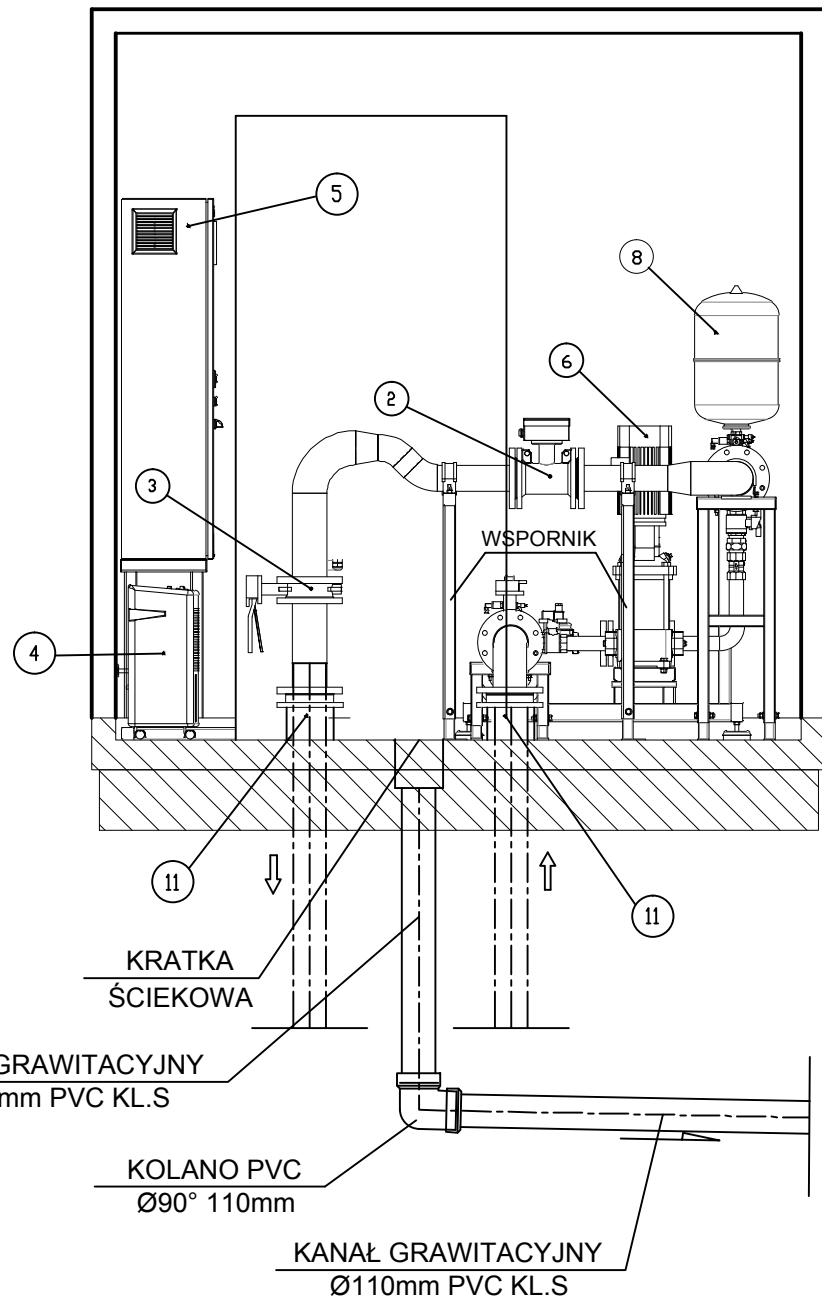 5
8
6
2
3
WSPORNIK
4
11
11
KRATKA
ŚCIEKOWA
GRAWITACYJNY
mm PVC KL.S
KOLANO PVC
Ø90° 110mm
KANAŁ GRAWITACYJNY
Ø110mm PVC KL.S